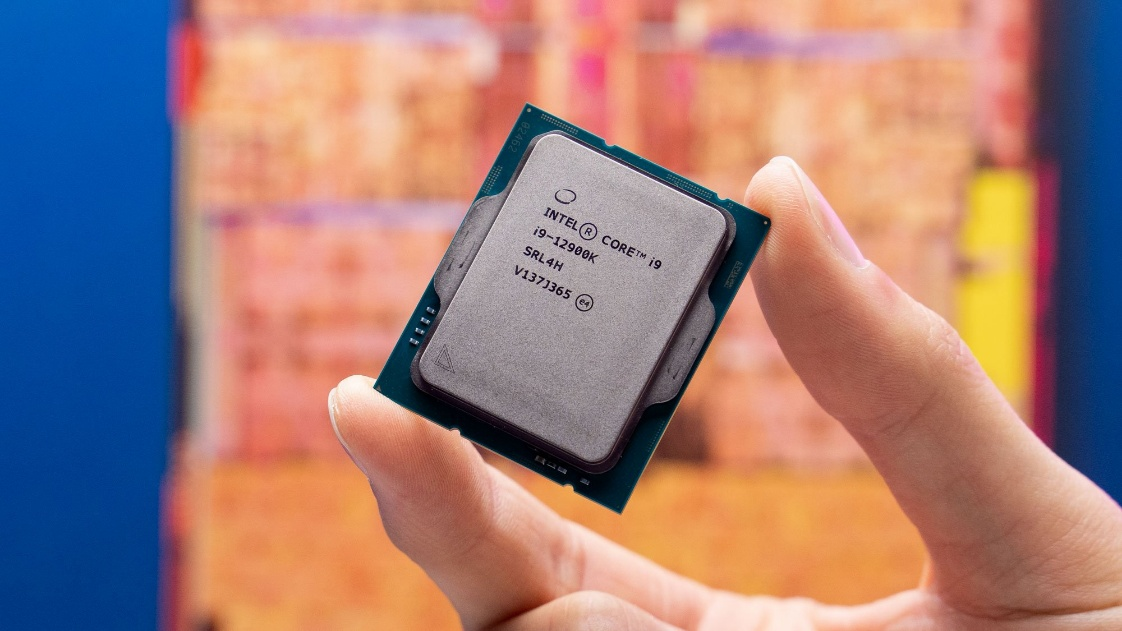 INTEL® CORE™ i9
i9-12900K
SRL4H
V137J365 e4